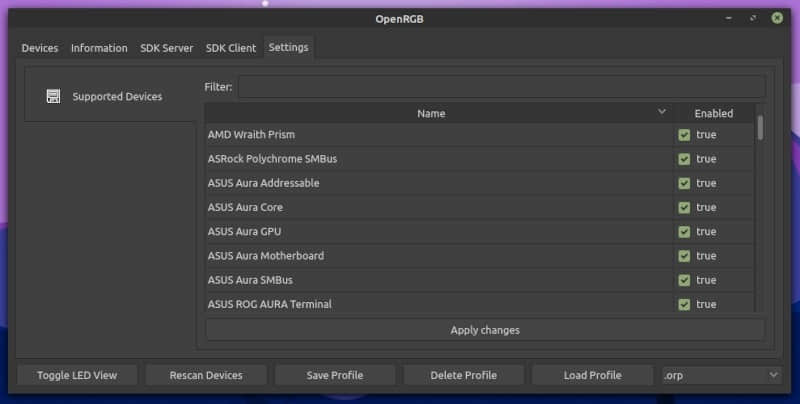 OpenRGB
Devices Information SDK Server SDK Client Settings
Supported Devices
Filter:
Name Enabled
AMD Wraith Prism true
ASRock Polychrome SMBus true
ASUS Aura Addressable true
ASUS Aura Core true
ASUS Aura GPU true
ASUS Aura Motherboard true
ASUS Aura SMBus true
ASUS ROG AURA Terminal true
Apply changes
Toggle LED View Rescan Devices Save Profile Delete Profile Load Profile .orp